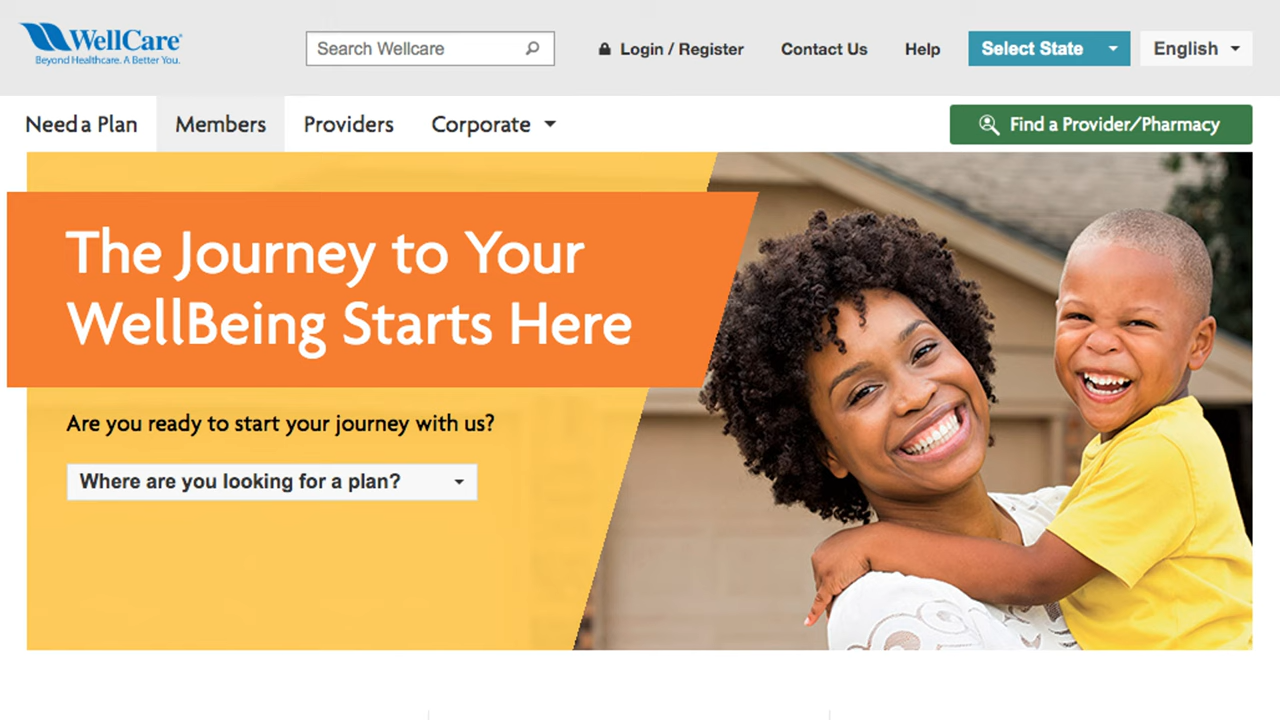 WellCare®
Beyond Healthcare. A Better You.
Search Wellcare
Login / Register
Contact Us
Help
Select State
English
Need a Plan
Members
Providers
Corporate
Find a Provider/Pharmacy
The Journey to Your
WellBeing Starts Here
Are you ready to start your journey with us?
Where are you looking for a plan?